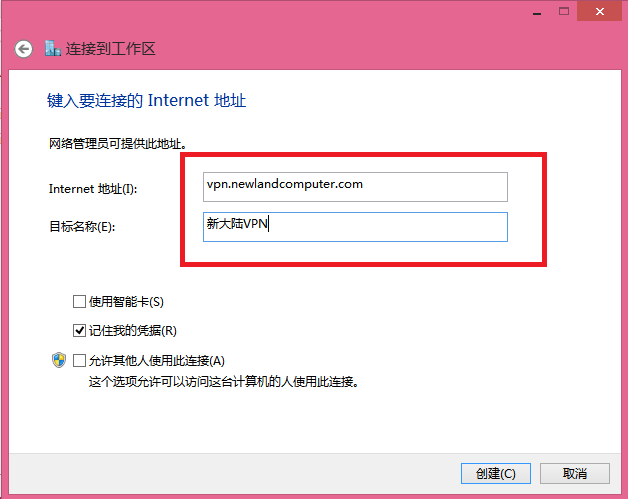 连接到工作区
键入要连接的 Internet 地址
网络管理员可提供此地址。
Internet 地址(I):
vpn.newlandcomputer.com
目标名称(E):
新大陆VPN
使用智能卡(S)
记住我的凭据(R)
允许其他人使用此连接(A)
这个选项允许可以访问这台计算机的人使用此连接。
创建(C)
取消